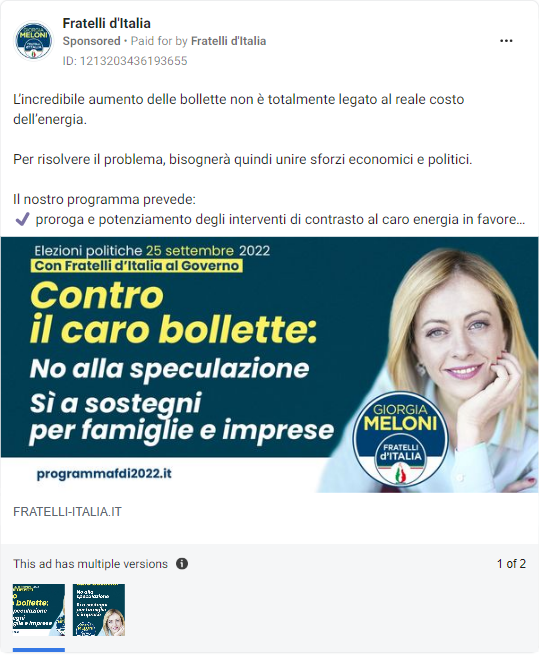 Fratelli d'Italia
Sponsored • Paid for by Fratelli d'Italia
ID: 1213203436193655
L'incredibile aumento delle bollette non è totalmente legato al reale costo
dell'energia.
Per risolvere il problema, bisognerà quindi unire sforzi economici e politici.
Il nostro programma prevede:
✔ proroga e potenziamento degli interventi di contrasto al caro energia in favore...
Elezioni politiche 25 settembre 2022
Con Fratelli d'Italia al Governo
Contro
il caro bollette:
No alla speculazione
Sì a sostegni
per famiglie e imprese
GIORGIA
MELONI
FRATELLI
d'ITALIA
programmafdi2022.it
FRATELLI-ITALIA.IT
This ad has multiple versions
1 of 2